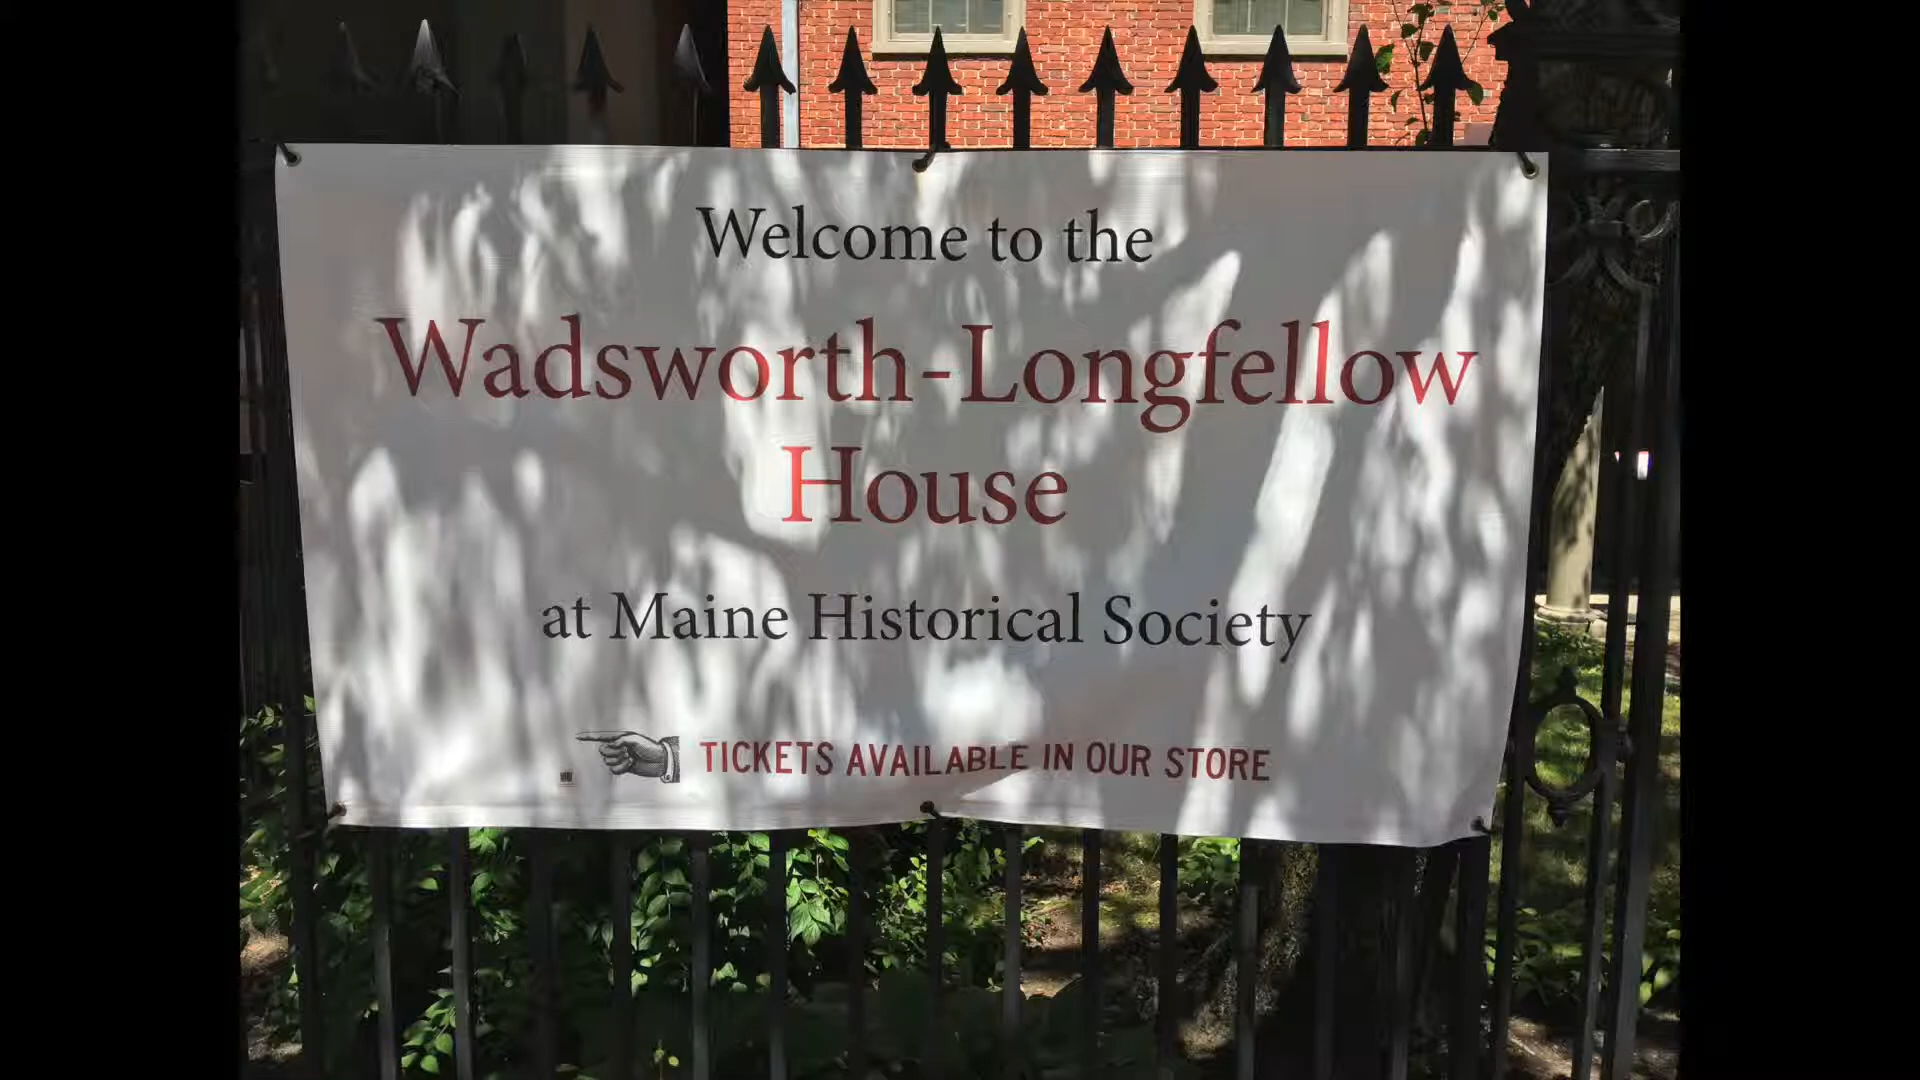 Welcome to the
Wadsworth-Longfellow
House
at Maine Historical Society
TICKETS AVAILABLE IN OUR STORE